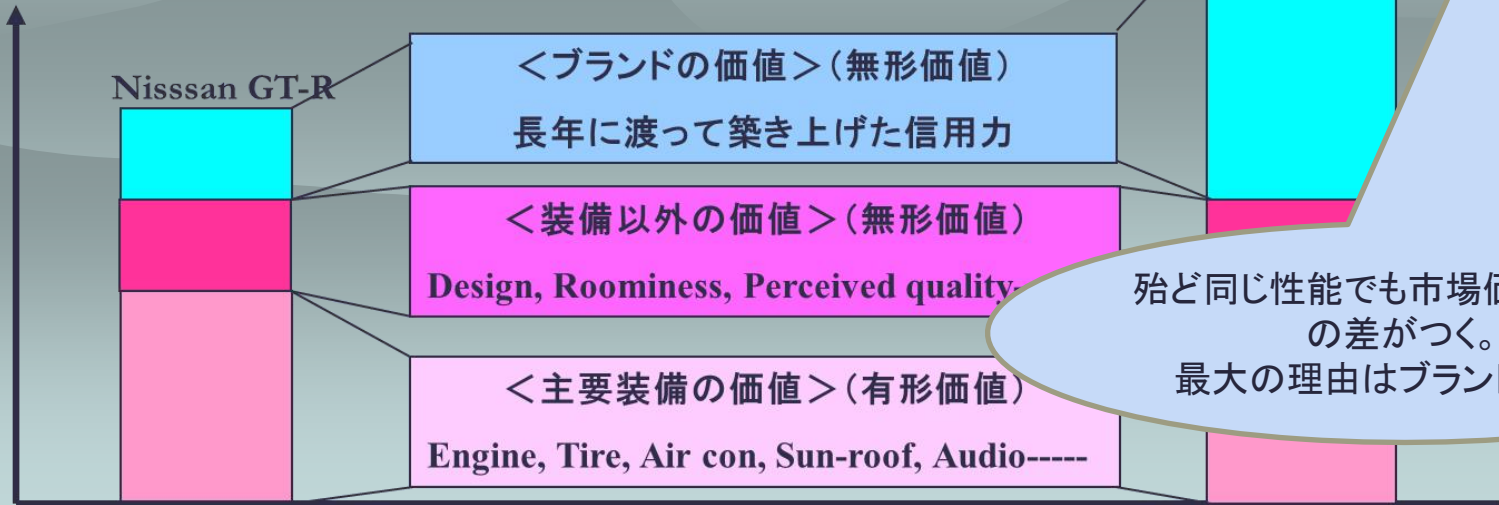 Nisssan GT-R
＜ブランドの価値＞(無形価値)
長年に渡って築き上げた信用力
＜装備以外の価値＞(無形価値)
Design, Roominess, Perceived quality-
＜主要装備の価値＞(有形価値)
Engine, Tire, Air con, Sun-roof, Audio-----
殆ど同じ性能でも市場価
の差がつく。
最大の理由はブラン